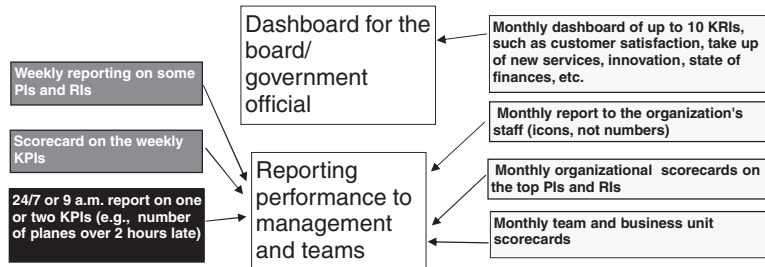 Dashboard for the
board/
government
official
Monthly dashboard of up to 10 KRIs,
such as customer satisfaction, take up
of new services, innovation, state of
finances, etc.
Weekly reporting on some
PIs and RIs
Monthly report to the organization's
staff (icons, not numbers)
Scorecard on the weekly
KPIs
Reporting
performance to
management
and teams
Monthly organizational scorecards on
the top PIs and RIs
24/7 or 9 a.m. report on one
or two KPIs (e.g., number
of planes over 2 hours late)
Monthly team and business unit
scorecards